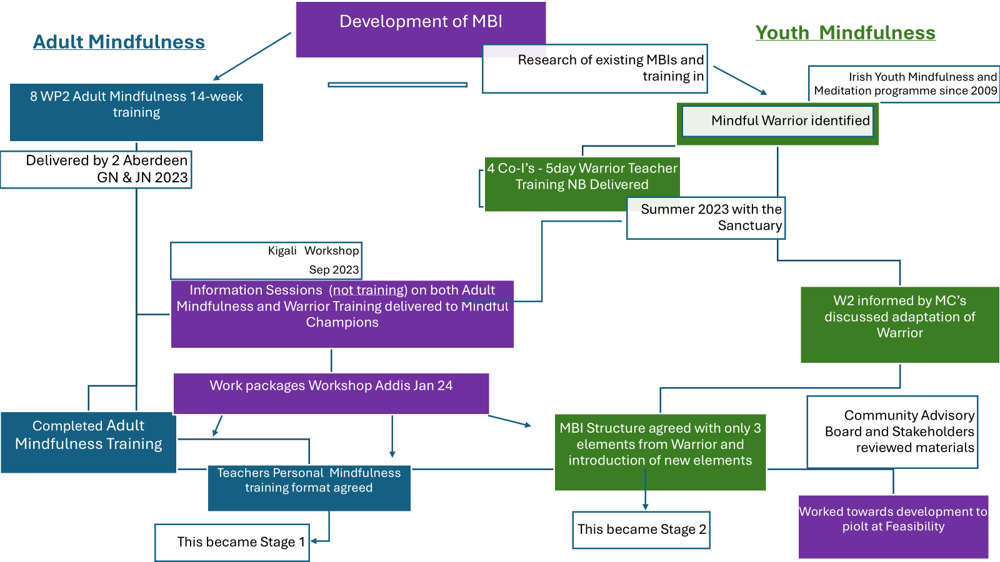 Development of MBI
Adult Mindfulness
Youth  Mindfulness
Research of existing MBIs and
training in
Irish Youth Mindfulness and
Meditation programme since 2009
8 WP2 Adult Mindfulness 14-week
training
Mindful Warrior identified
Delivered by 2 Aberdeen
GN & JN 2023
4 Co-I’s - 5day Warrior Teacher
Training NB Delivered
Summer 2023 with the
Sanctuary
Kigali  Workshop
Sep 2023
Information Sessions  (not training) on both Adult
Mindfulness and Warrior Training delivered to Mindful
Champions
W2 informed by MC’s
discussed adaptation of
Warrior
Work packages Workshop Addis Jan 24
Completed Adult
Mindfulness Training
MBI Structure agreed with only 3
elements from Warrior and
introduction of new elements
Community Advisory
Board and Stakeholders
reviewed materials
Teachers Personal  Mindfulness
training format agreed
Worked towards development to
piolt at Feasibility
This became Stage 1
This became Stage 2